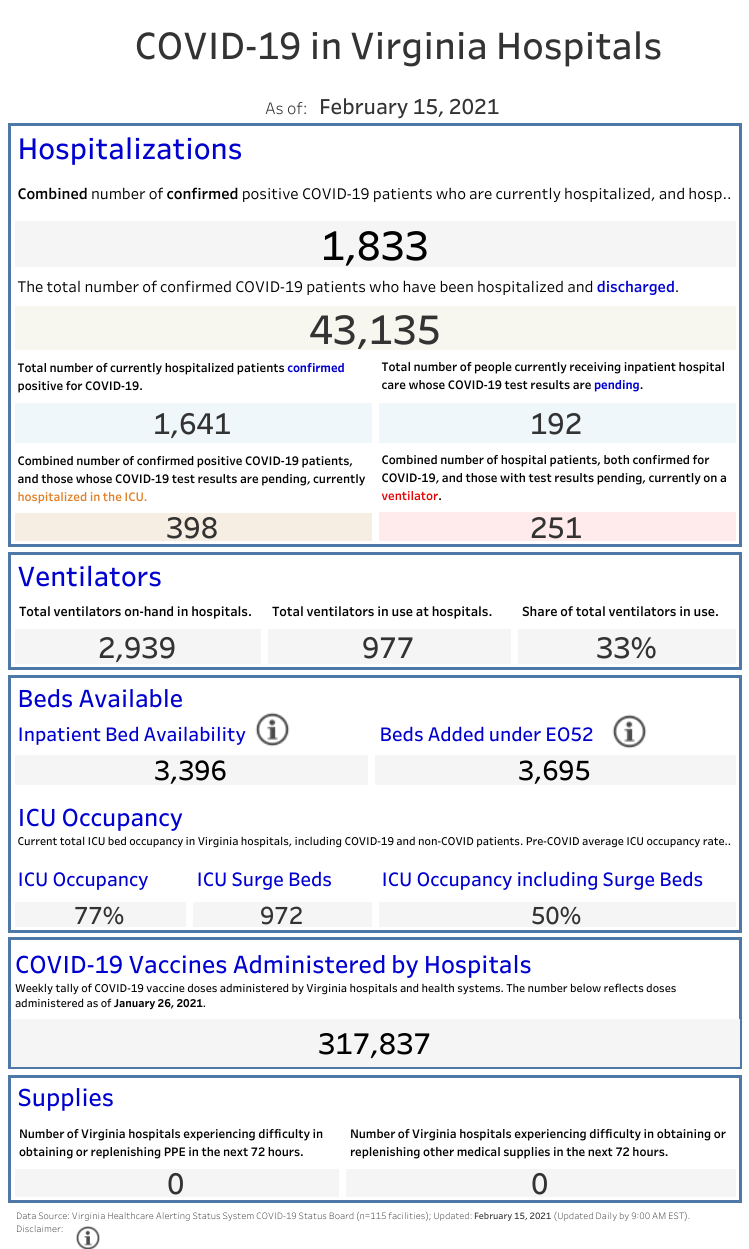 COVID-19 in Virginia Hospitals
As of: February 15, 2021
Hospitalizations
Combined number of confirmed positive COVID-19 patients who are currently hospitalized, and hosp..
1,833
The total number of confirmed COVID-19 patients who have been hospitalized and discharged.
43,135
Total number of currently hospitalized patients confirmed
positive for COVID-19.
Total number of people currently receiving inpatient hospital
care whose COVID-19 test results are pending.
1,641
192
Combined number of confirmed positive COVID-19 patients,
and those whose COVID-19 test results are pending, currently
hospitalized in the ICU.
Combined number of hospital patients, both confirmed for
COVID-19, and those with test results pending, currently on a
ventilator.
398
251
Ventilators
Total ventilators on-hand in hospitals.
Total ventilators in use at hospitals.
Share of total ventilators in use.
2,939
977
33%
Beds Available
Inpatient Bed Availability
Beds Added under EO52
3,396
3,695
ICU Occupancy
Current total ICU bed occupancy in Virginia hospitals, including COVID-19 and non-COVID patients. Pre-COVID average ICU occupancy rate..
ICU Occupancy
ICU Surge Beds
ICU Occupancy including Surge Beds
77%
972
50%
COVID-19 Vaccines Administered by Hospitals
Weekly tally of COVID-19 vaccine doses administered by Virginia hospitals and health systems. The number below reflects doses
administered as of January 26, 2021.
317,837
Supplies
Number of Virginia hospitals experiencing difficulty in
obtaining or replenishing PPE in the next 72 hours.
Number of Virginia hospitals experiencing difficulty in obtaining or
replenishing other medical supplies in the next 72 hours.
0
0
Data Source: Virginia Healthcare Alerting Status System COVID-19 Status Board (n=115 facilities); Updated: February 15, 2021 (Updated Daily by 9:00 AM EST).
Disclaimer: